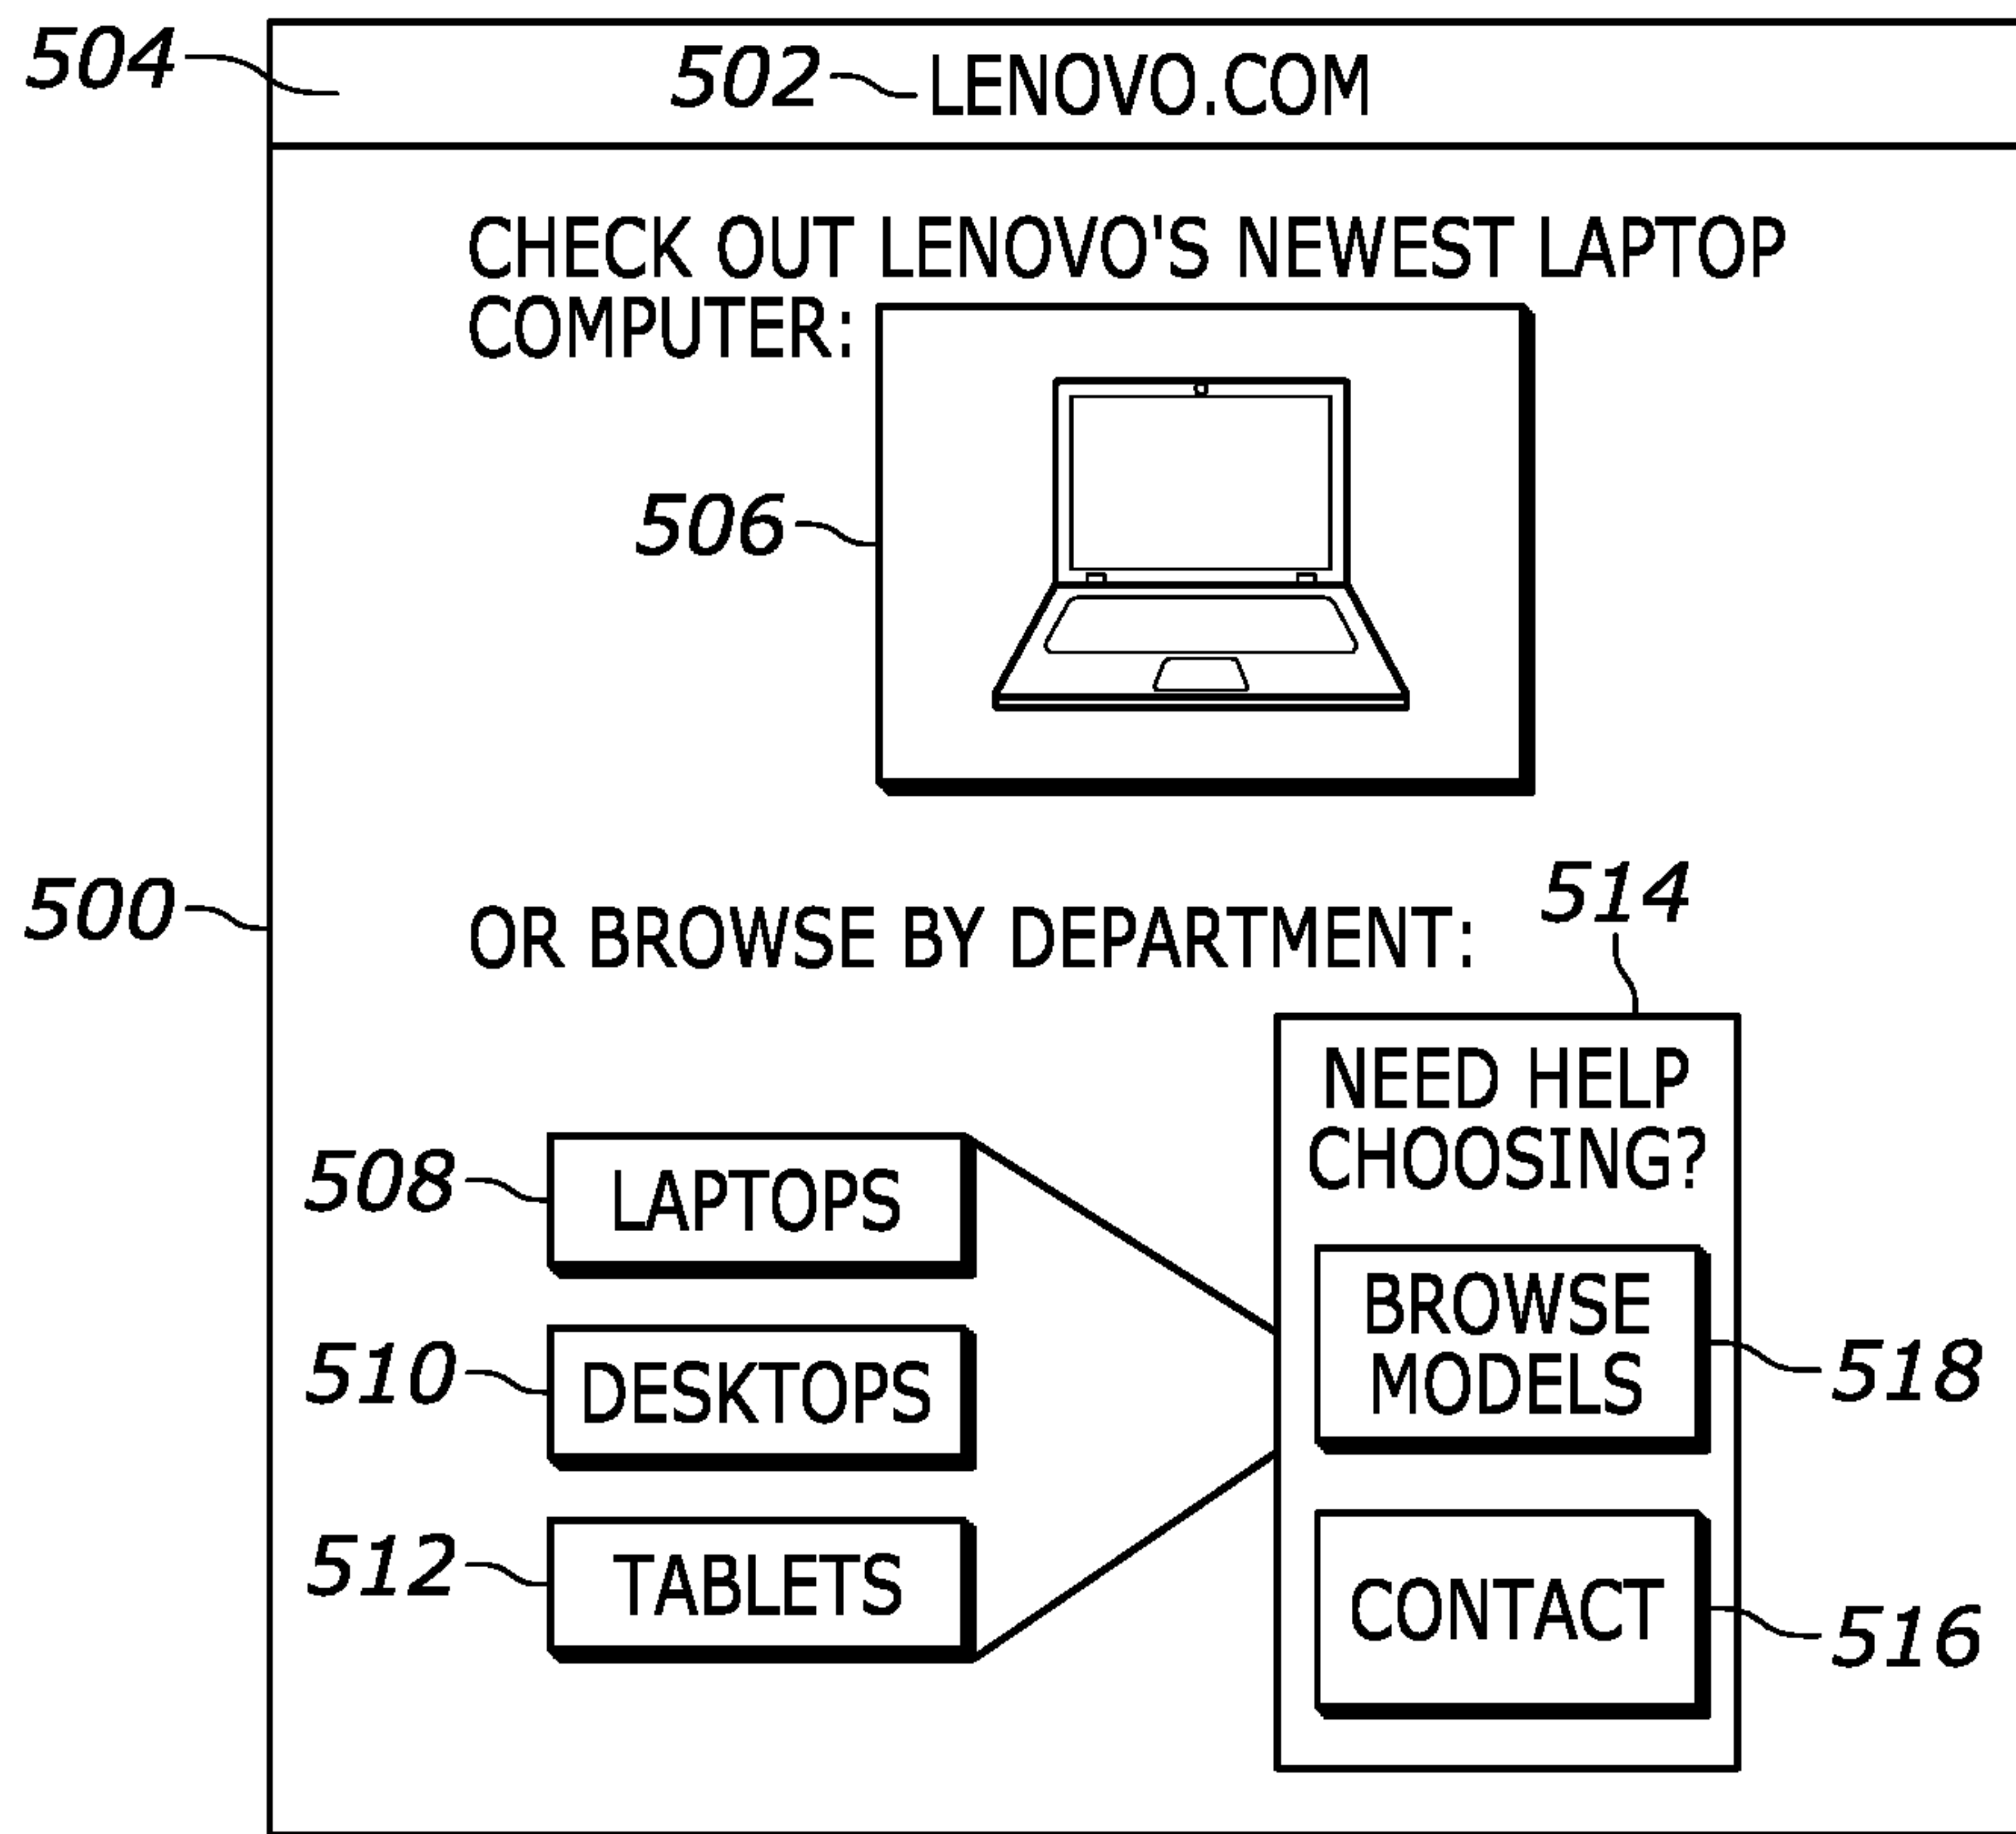 504
502 LENOVO.COM
CHECK OUT LENOVO'S NEWEST LAPTOP
COMPUTER:
506
500
OR BROWSE BY DEPARTMENT:
514
NEED HELP
CHOOSING?
508 LAPTOPS
510 DESKTOPS
512 TABLETS
BROWSE
MODELS
518
CONTACT
516